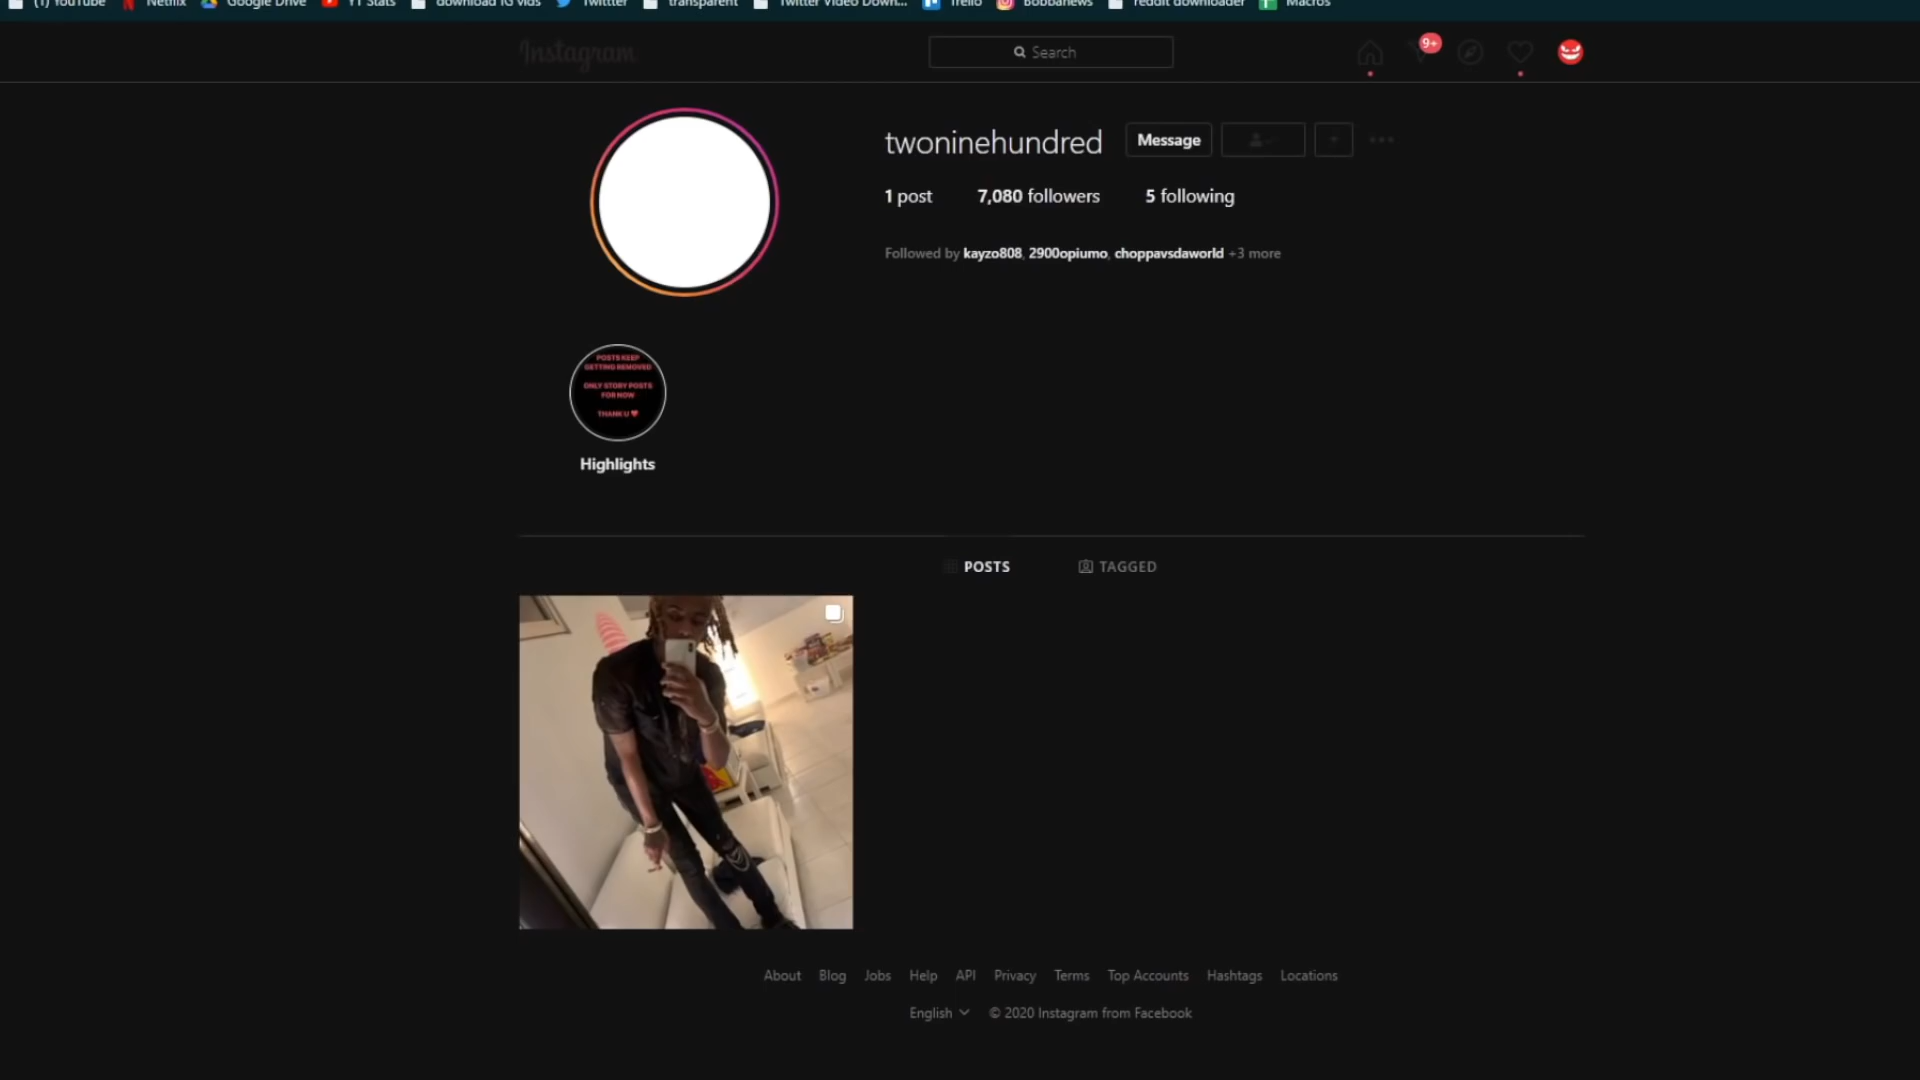 (1) YouTube Netflix Google Drive YT Stats download IG vids Twittter transparent Twitter Video Down... Trello Bobbanews reddit downloader Macros
Instagram
Search
9+
twoninehundred Message
1 post 7,080 followers 5 following
Followed by kayzo808, 2900opiumo, choppavsdaworld +3 more
POSTS KEEP
GETTING REMOVED
ONLY STORY POSTS
FOR NOW
THANK U ♥
Highlights
POSTS TAGGED
About Blog Jobs Help API Privacy Terms Top Accounts Hashtags Locations
English © 2020 Instagram from Facebook